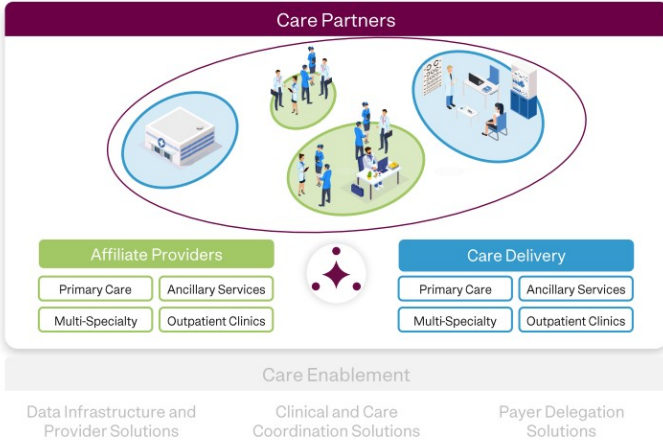 Care Partners
Affiliate Providers
Primary Care
Ancillary Services
Multi-Specialty
Outpatient Clinics
Care Delivery
Primary Care
Ancillary Services
Multi-Specialty
Outpatient Clinics
Care Enablement
Data Infrastructure and
Provider Solutions
Clinical and Care
Coordination Solutions
Payer Delegation
Solutions